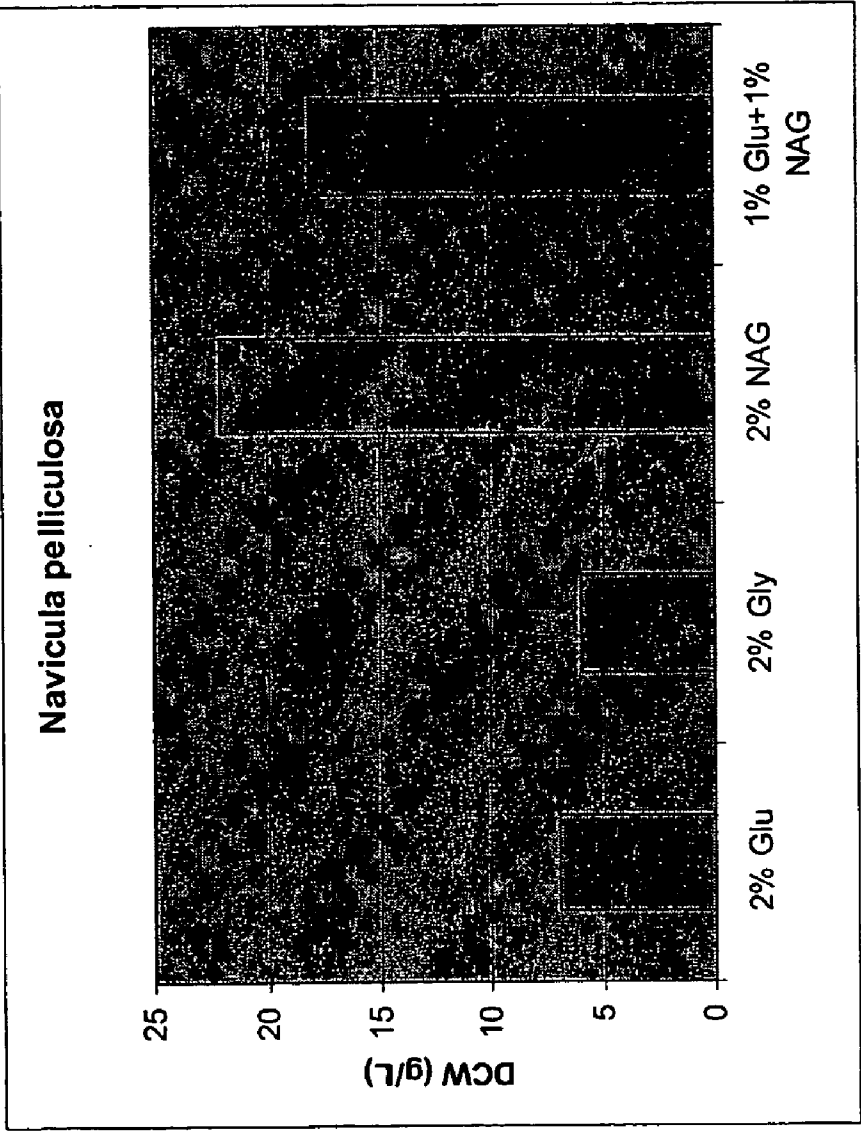 Navicula pelliculosa
DCW (g/L)
25
20
15
10
5
0
2% Glu
2% Gly
2% NAG
1% Glu+1%
NAG